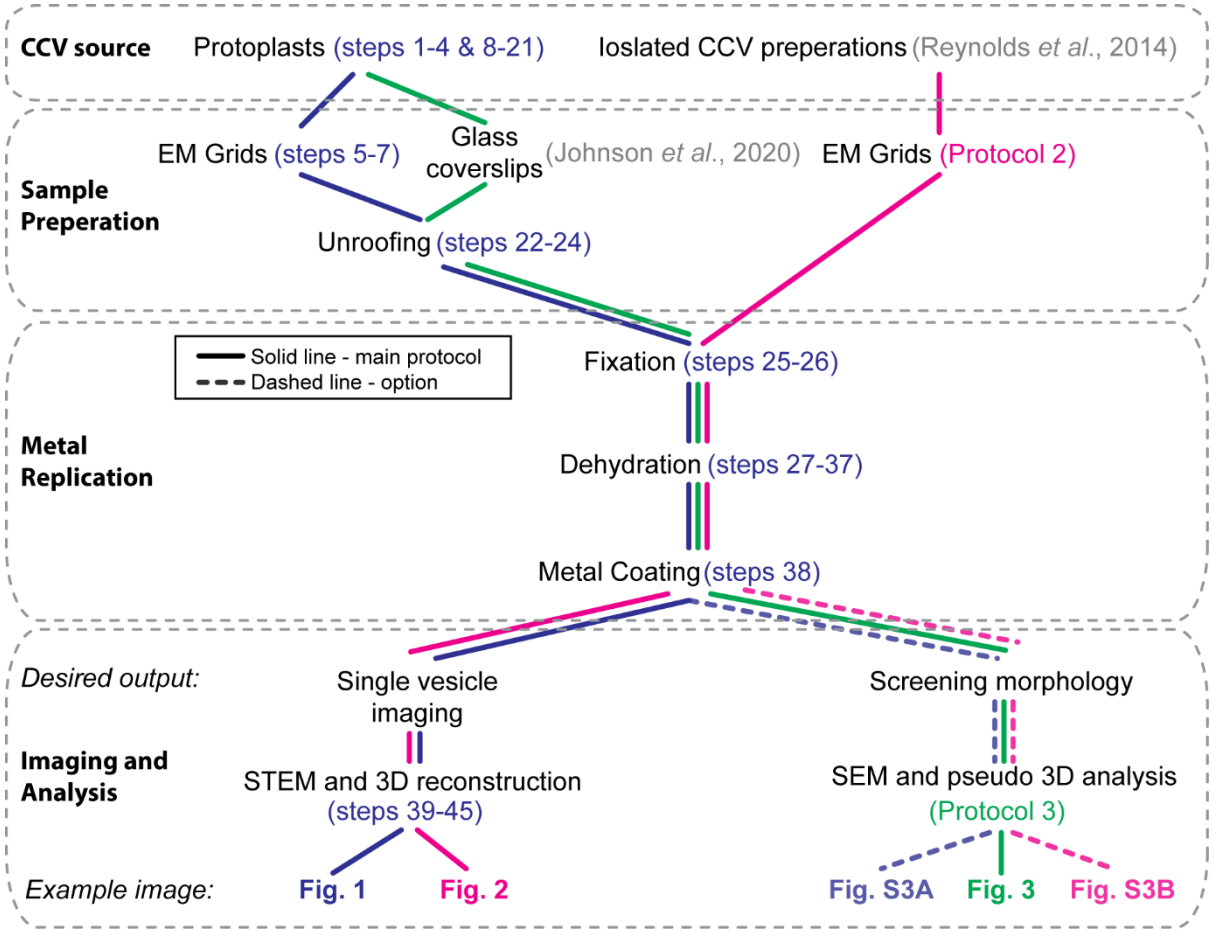 CCV source
Protoplasts (steps 1-4 & 8-21)
Ioslated CCV preperations (Reynolds et al., 2014)
EM Grids (steps 5-7)
Glass
coverslips
(Johnson et al., 2020)
EM Grids (Protocol 2)
Sample
Preperation
Unroofing (steps 22-24)
Solid line - main protocol
Dashed line - option
Fixation (steps 25-26)
Metal
Replication
Dehydration (steps 27-37)
Metal Coating (steps 38)
Desired output:
Single vesicle
imaging
Screening morphology
Imaging and
Analysis
STEM and 3D reconstruction
(steps 39-45)
SEM and pseudo 3D analysis
(Protocol 3)
Example image:
Fig. 1
Fig. 2
Fig. S3A
Fig. 3
Fig. S3B